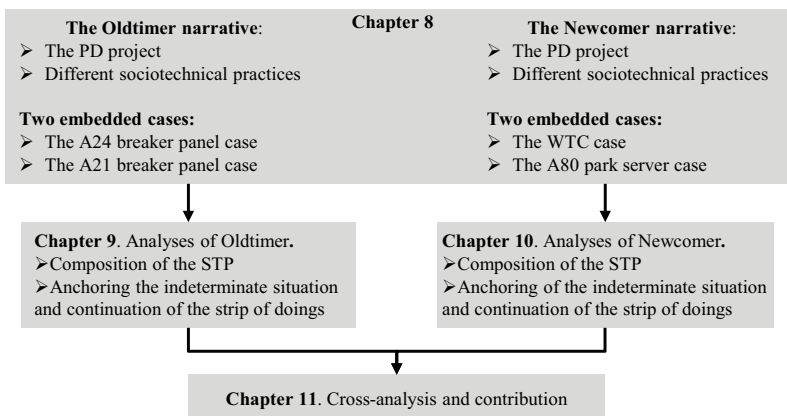 Chapter 8
The Oldtimer narrative:
➢ The PD project
➢ Different sociotechnical practices
Two embedded cases:
➢ The A24 breaker panel case
➢ The A21 breaker panel case
The Newcomer narrative:
➢ The PD project
➢ Different sociotechnical practices
Two embedded cases:
➢ The WTC case
➢ The A80 park server case
Chapter 9. Analyses of Oldtimer.
➢Composition of the STP
➢Anchoring the indeterminate situation
and continuation of the strip of doings
Chapter 10. Analyses of Newcomer.
➢Composition of the STP
➢Anchoring of the indeterminate situation
and continuation of the strip of doings
Chapter 11. Cross-analysis and contribution